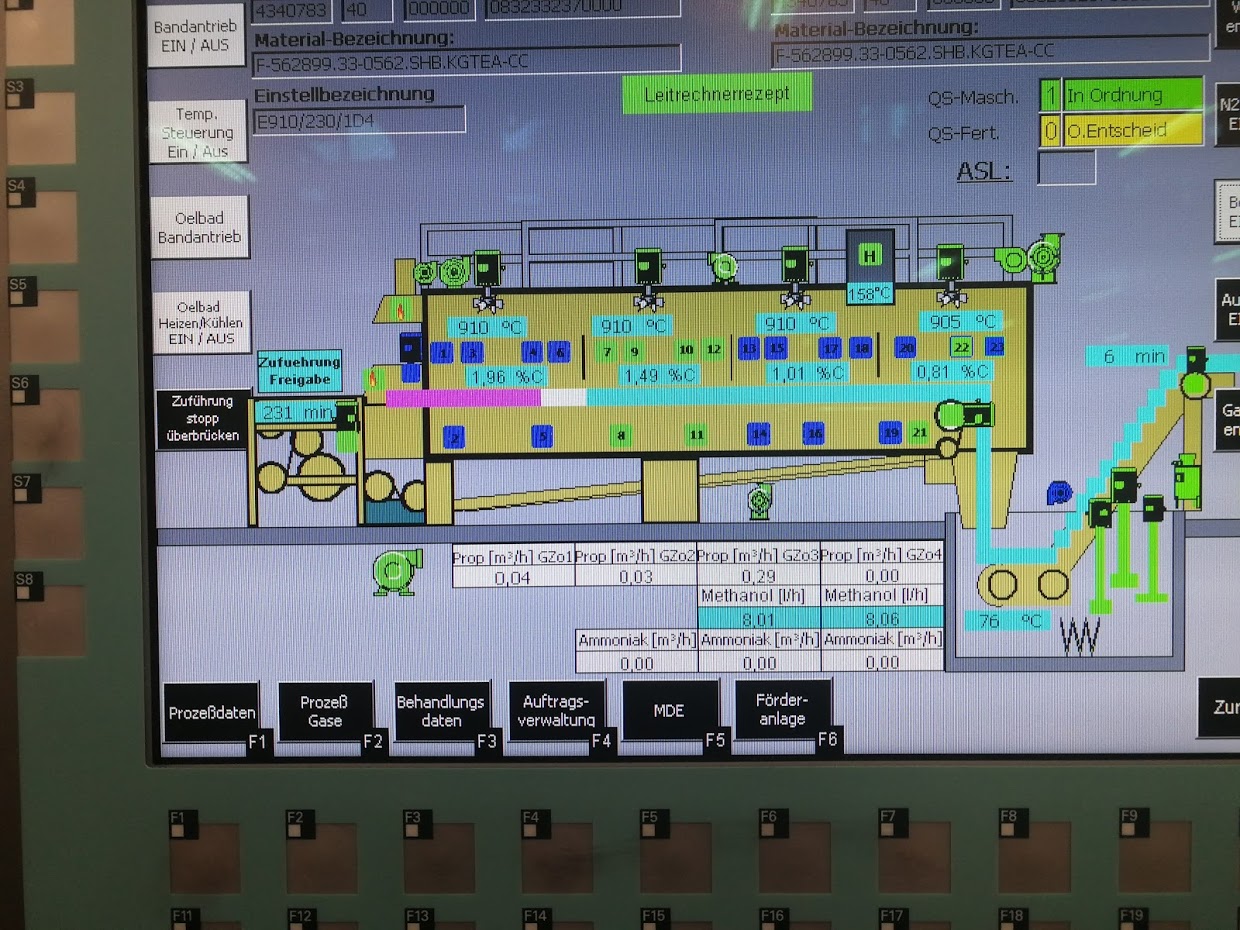 Bandantrieb
EIN / AUS
4340783
40
000000
0832332370000
Material-Bezeichnung:
F-562899.33-0562.SHB.KGTEA-CC
Material-Bezeichnung:
F-562899.33-0562.SHB.KGTEA-CC
Einstellbezeichnung
E910/230/1D4
Leitrechnerrezept
QS-Masch.
1 In Ordnung
QS-Fert.
0 O.Entscheid
ASL:
S3
Temp.
Steuerung
Ein / Aus
S4
Oelbad
Bandantrieb
S5
Oelbad
Heizen/Kühlen
EIN / AUS
S6
Zuführung
stopp
überbrücken
S7
S8
N2
Zufuehrung
Freigabe
231 min
H
158°C
910 °C
910 °C
910 °C
905 °C
1 3 4 6 7 9 10 12 13 15 17 18 20 22 23
1,96 %C
1,49 %C
1,01 %C
0,81 %C
2 5 8 11 14 16 19 21
6 min
76 °C
Prop [m³/h] GZo1
Prop [m³/h] GZo2
Prop [m³/h] GZo3
Prop [m³/h] GZo4
0,04
0,03
0,29
0,00
Methanol [l/h]
Methanol [l/h]
8,01
8,06
Ammoniak [m³/h]
Ammoniak [m³/h]
Ammoniak [m³/h]
0,00
0,00
0,00
Prozeßdaten
F1
Prozeß
Gase
F2
Behandlungs
daten
F3
Auftrags-
verwaltung
F4
MDE
F5
Förder-
anlage
F6
Zur
F1
F2
F3
F4
F5
F6
F7
F8
F9
F11
F12
F13
F14
F15
F16
F17
F18
F19